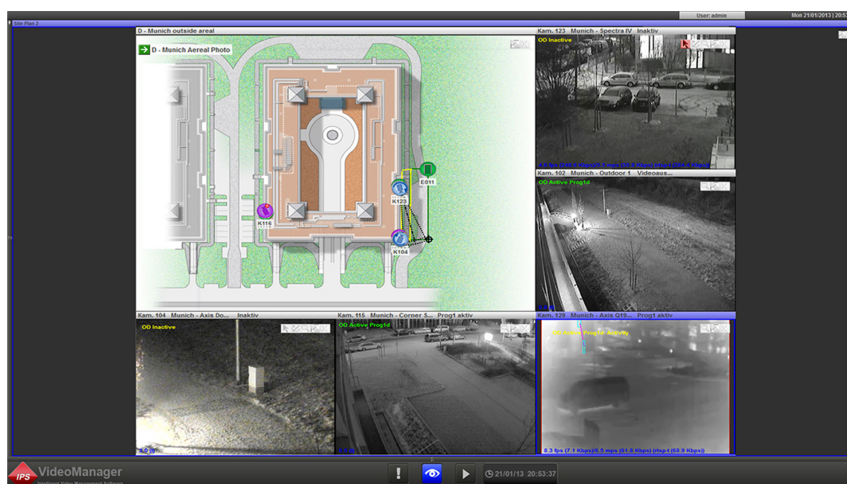 User: admin
Mon 21/01/2013 | 20:53
Site Plan 2
D - Munich outside areal
D - Munich Aereal Photo
E011
K123
K116
K104
Kam. 123 Munich - Spectra IV Inaktiv
OD Inactive
Kam. 102 Munich - Outdoor 1 Videoaus...
OD Active Prog1d
Kam. 104 Munich - Axis Do... Inaktiv
OD Inactive
Kam. 115 Munich - Corner S... Prog1 aktiv
OD Active Prog1d
Munich - Axis Q19... Prog1 aktiv
IPS VideoManager
21/01/13 20:53:37